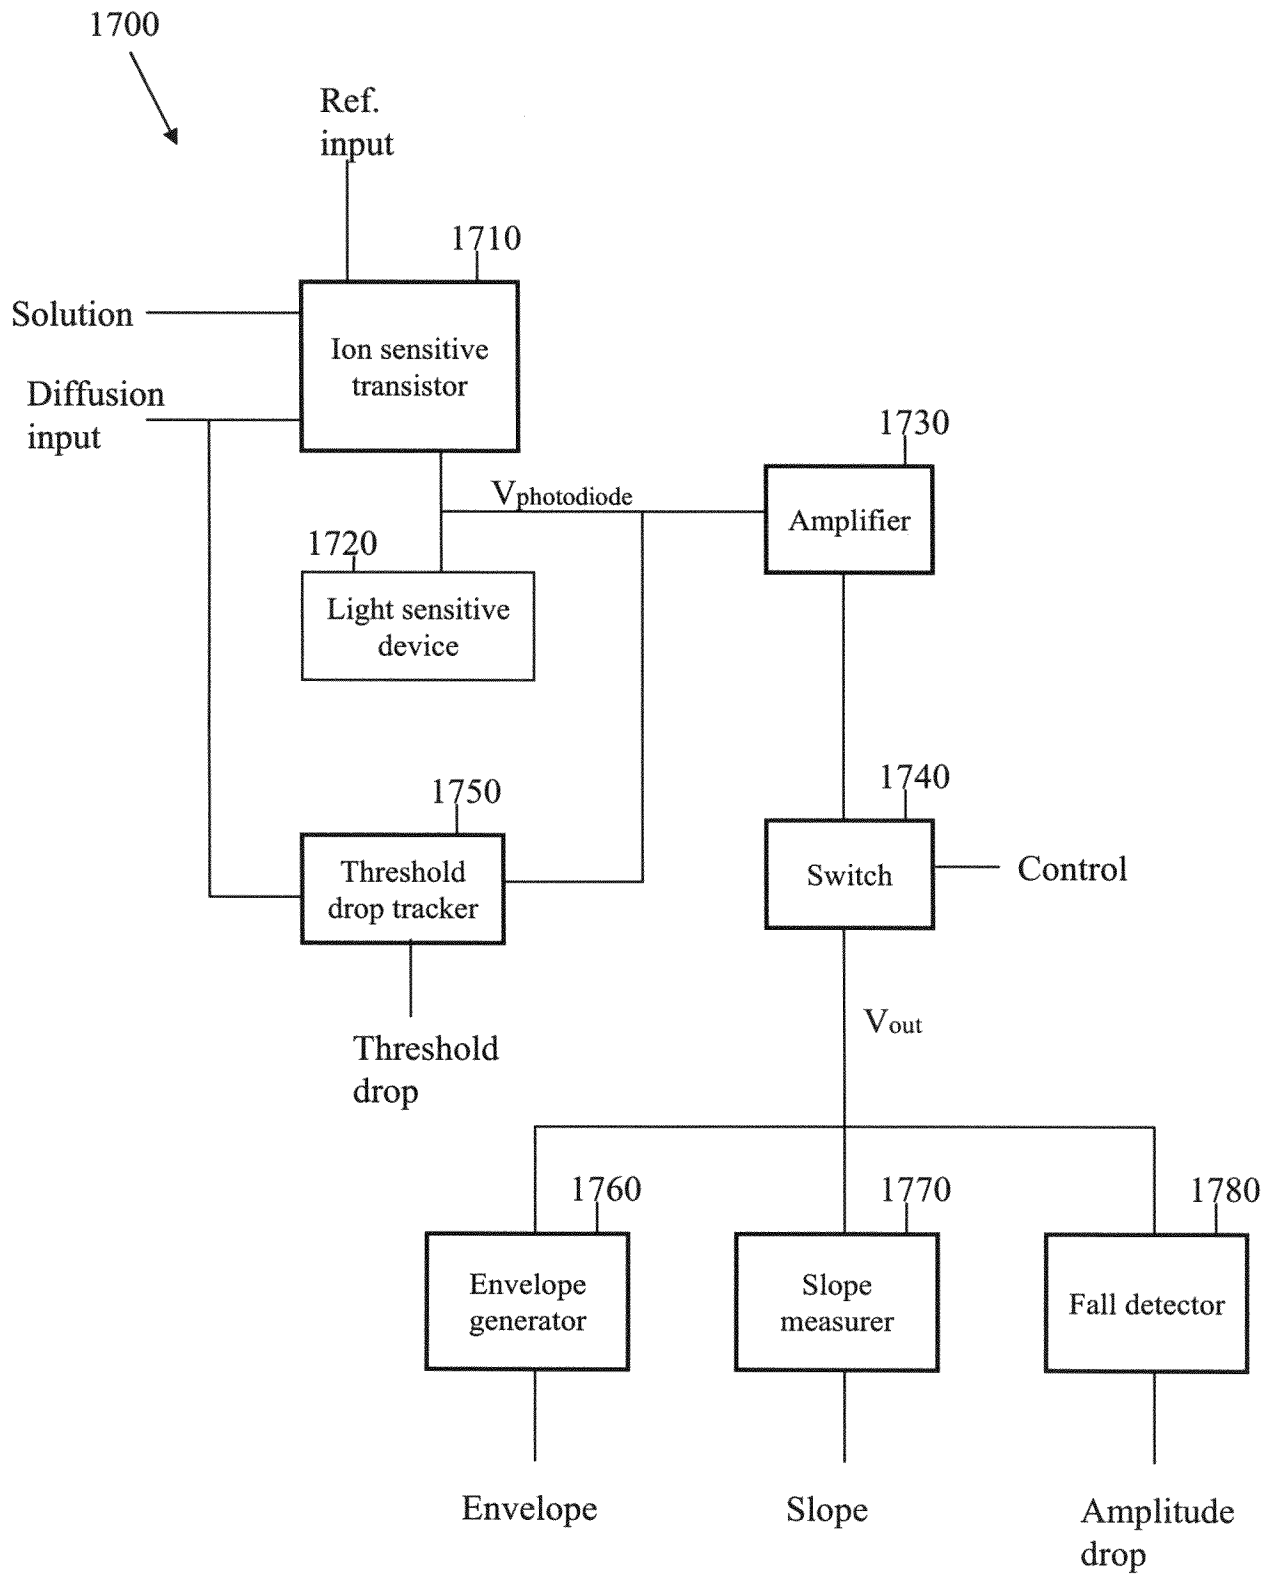 1700
Ref.
input
1710
Solution
Ion sensitive
transistor
Diffusion
input
1730
Vphotodiode
Amplifier
1720
Light sensitive
device
1740
1750
Switch
Control
Threshold
drop tracker
Vout
Threshold
drop
1760
1770
1780
Envelope
generator
Slope
measurer
Fall detector
Envelope
Slope
Amplitude
drop